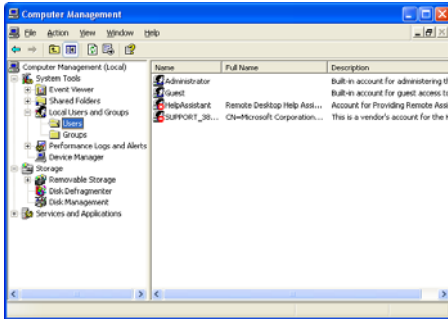 Computer Management
File Action View Window Help
Computer Management (Local)
System Tools
Event Viewer
Shared Folders
Local Users and Groups
Users
Groups
Performance Logs and Alerts
Device Manager
Storage
Removable Storage
Disk Defragmenter
Disk Management
Services and Applications
Name Full Name Description
Administrator Built-in account for administering th
Guest Built-in account for guest access to
HelpAssistant Remote Desktop Help Assi... Account for Providing Remote Assi
SUPPORT_38... CN=Microsoft Corporation... This is a vendor's account for the H